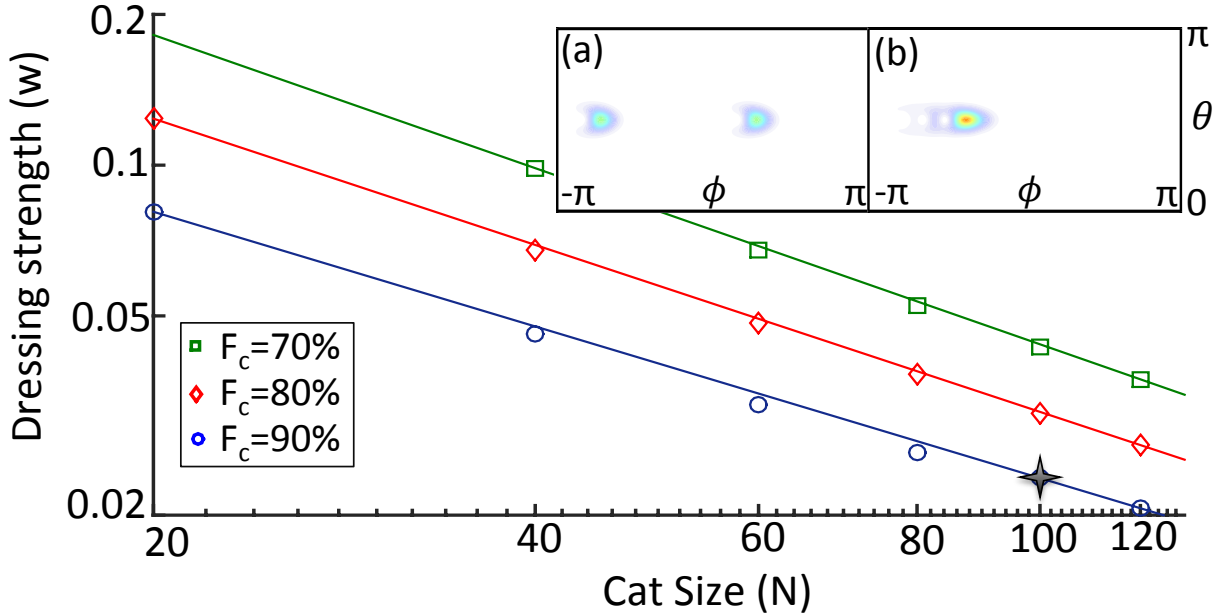 0.2
0.1
0.05
0.02
Dressing strength (w)
(a)
-π ϕ π
(b)
-π ϕ π
π
θ
0
F_c=70%
F_c=80%
F_c=90%
20 40 60 80 100 120
Cat Size (N)